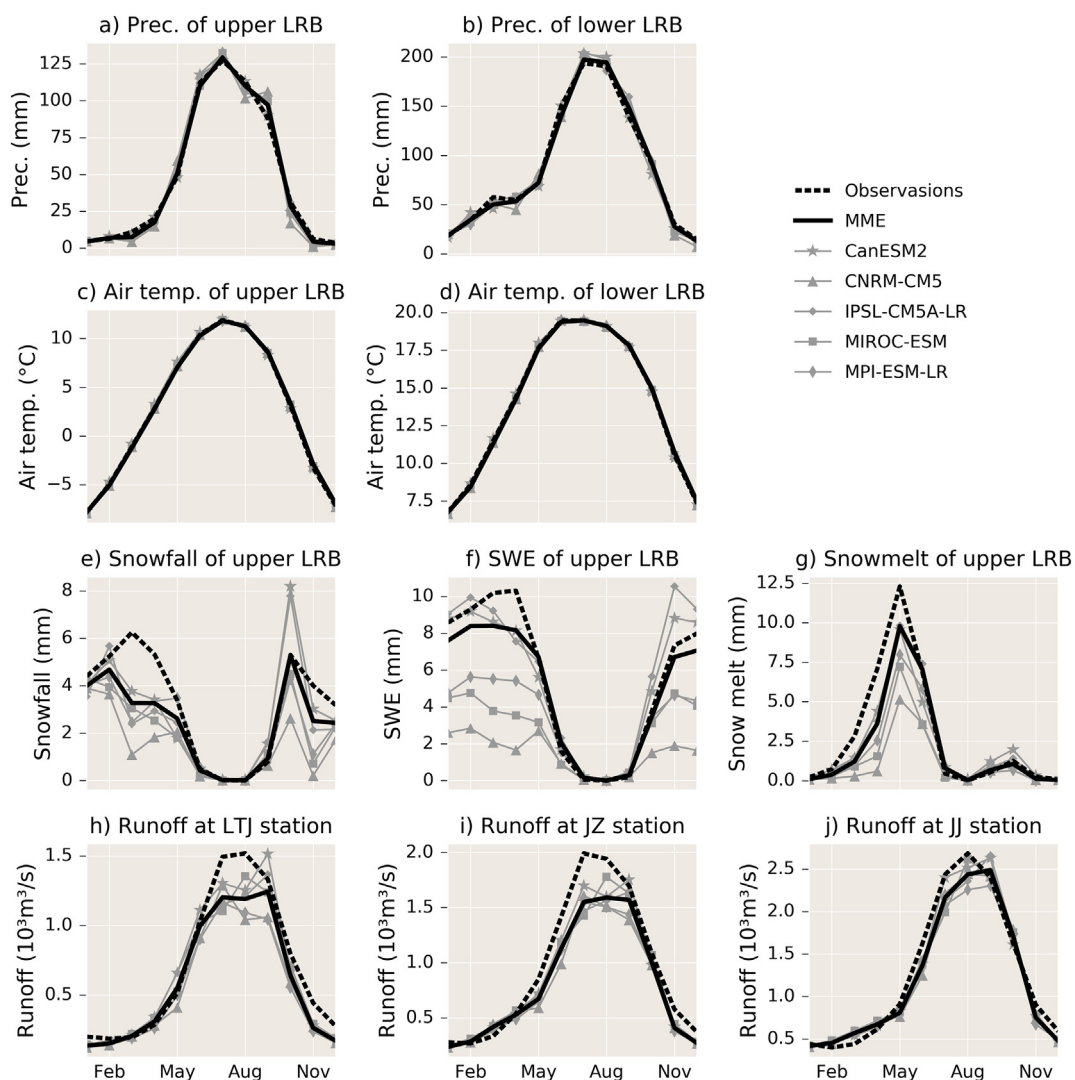 a) Prec. of upper LRB
b) Prec. of lower LRB
Prec. (mm)
125
100
75
50
25
0
Prec. (mm)
200
150
100
50
0
Observasions
MME
CanESM2
CNRM-CM5
IPSL-CM5A-LR
MIROC-ESM
MPI-ESM-LR
c) Air temp. of upper LRB
d) Air temp. of lower LRB
Air temp. (°C)
10
5
0
−5
Air temp. (°C)
20.0
17.5
15.0
12.5
10.0
7.5
e) Snowfall of upper LRB
f) SWE of upper LRB
g) Snowmelt of upper LRB
Snowfall (mm)
8
6
4
2
0
SWE (mm)
10
8
6
4
2
0
Snow melt (mm)
12.5
10.0
7.5
5.0
2.5
0.0
h) Runoff at LTJ station
i) Runoff at JZ station
j) Runoff at JJ station
Runoff (10³m³/s)
1.5
1.0
0.5
Runoff (10³m³/s)
2.0
1.5
1.0
0.5
Runoff (10³m³/s)
2.5
2.0
1.5
1.0
0.5
Feb May Aug Nov
Feb May Aug Nov
Feb May Aug Nov